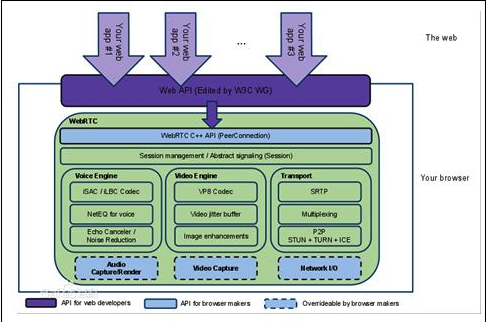 Your web
app #1
Your web
app #2
...
Your web
app #3
The web
Web API (Edited by W3C WG)
WebRTC
WebRTC C++ API (PeerConnection)
Session management / Abstract signaling (Session)
Your browser
Voice Engine
iSAC / iLBC Codec
NetEQ for voice
Echo Canceler /
Noise Reduction
Video Engine
VP8 Codec
Video jitter buffer
Image enhancements
Transport
SRTP
Multiplexing
P2P
STUN + TURN + ICE
Audio
Capture/Render
Video Capture
Network I/O
API for web developers
API for browser makers
Overrideable by browser makers